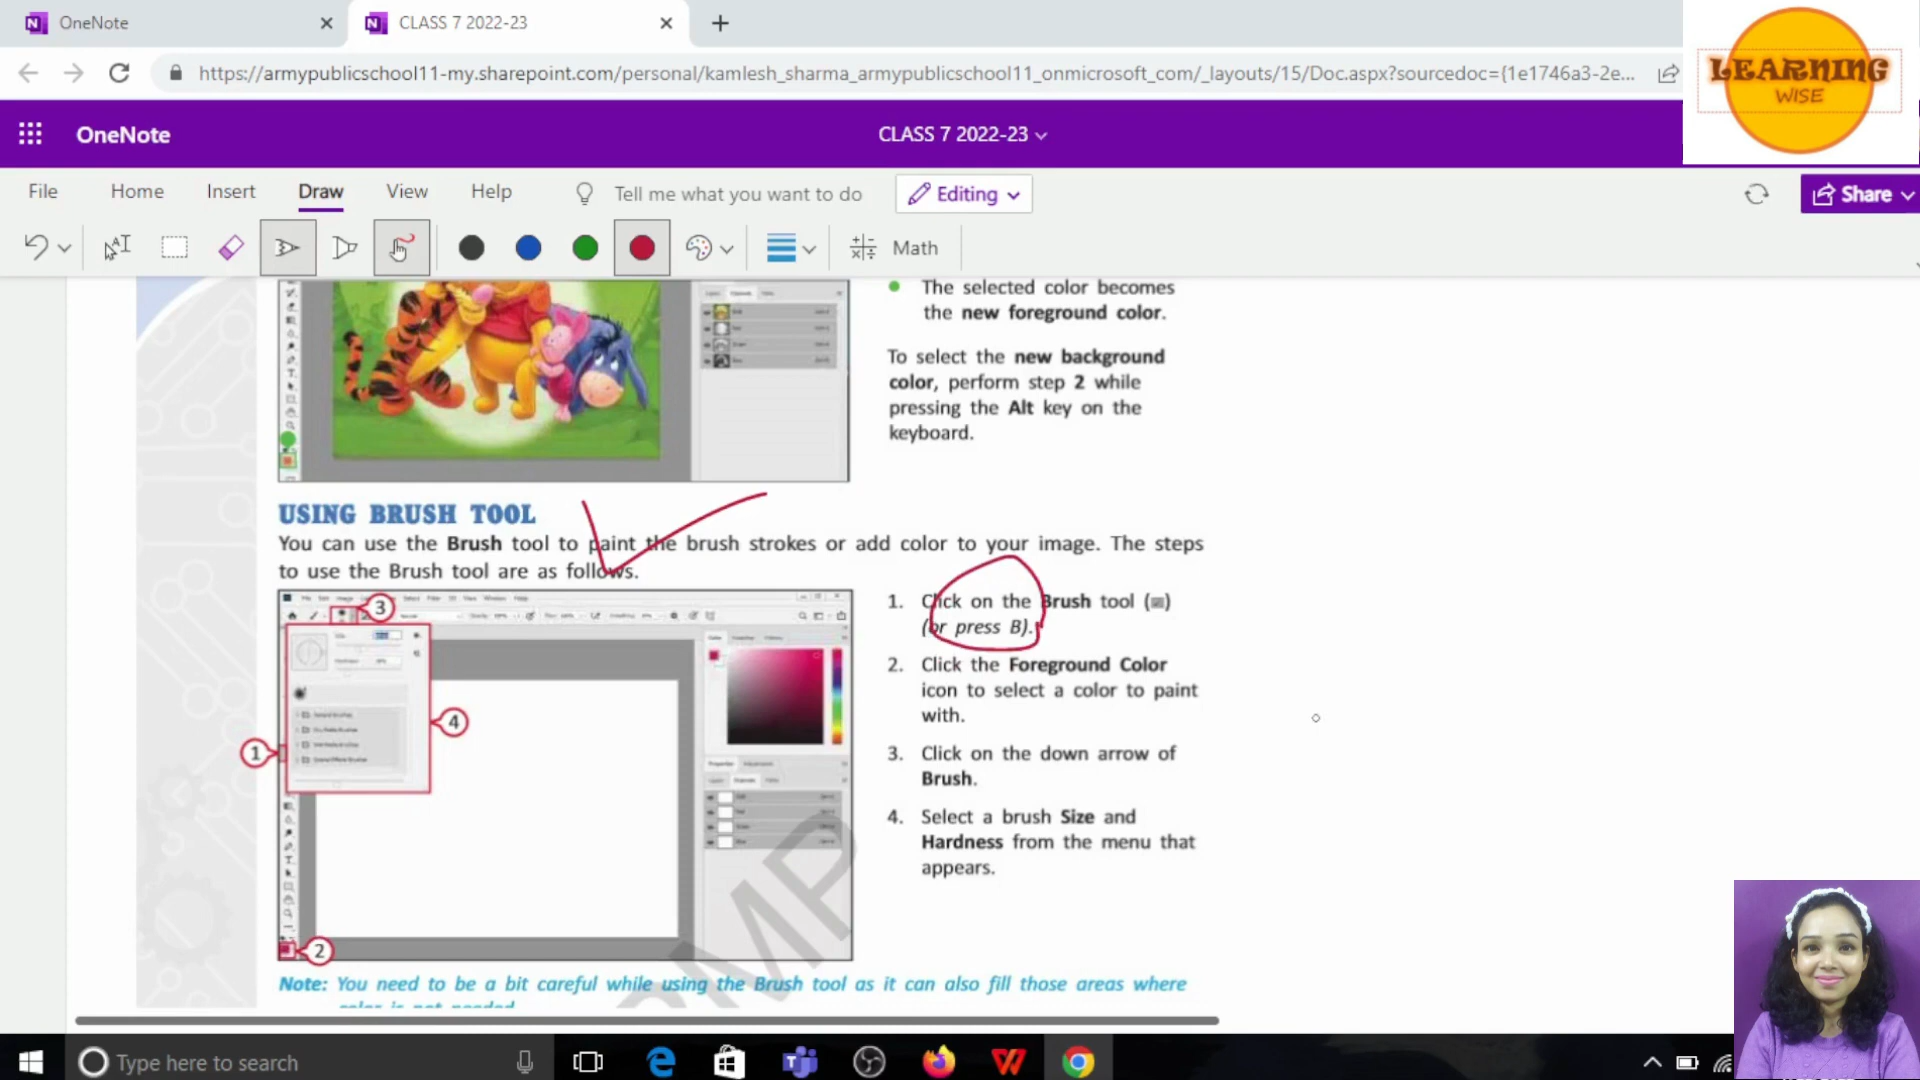 OneNote
CLASS 7 2022-23
https://armypublicschool11-my.sharepoint.com/personal/kamlesh_sharma_armypublicschool11_onmicrosoft_com/_layouts/15/Doc.aspx?sourcedoc={1e1746a3-2e...
LEARNING
WISE
OneNote
CLASS 7 2022-23
File Home Insert Draw View Help Tell me what you want to do Editing Share
Math
The selected color becomes
the new foreground color.
To select the new background
color, perform step 2 while
pressing the Alt key on the
keyboard.
USING BRUSH TOOL
You can use the Brush tool to paint the brush strokes or add color to your image. The steps
to use the Brush tool are as follows.
1. Click on the Brush tool ( )
(or press B).
2. Click the Foreground Color
icon to select a color to paint
with.
3. Click on the down arrow of
Brush.
4. Select a brush Size and
Hardness from the menu that
appears.
3
4
1
2
Note: You need to be a bit careful while using the Brush tool as it can also fill those areas where
color is not needed
Type here to search